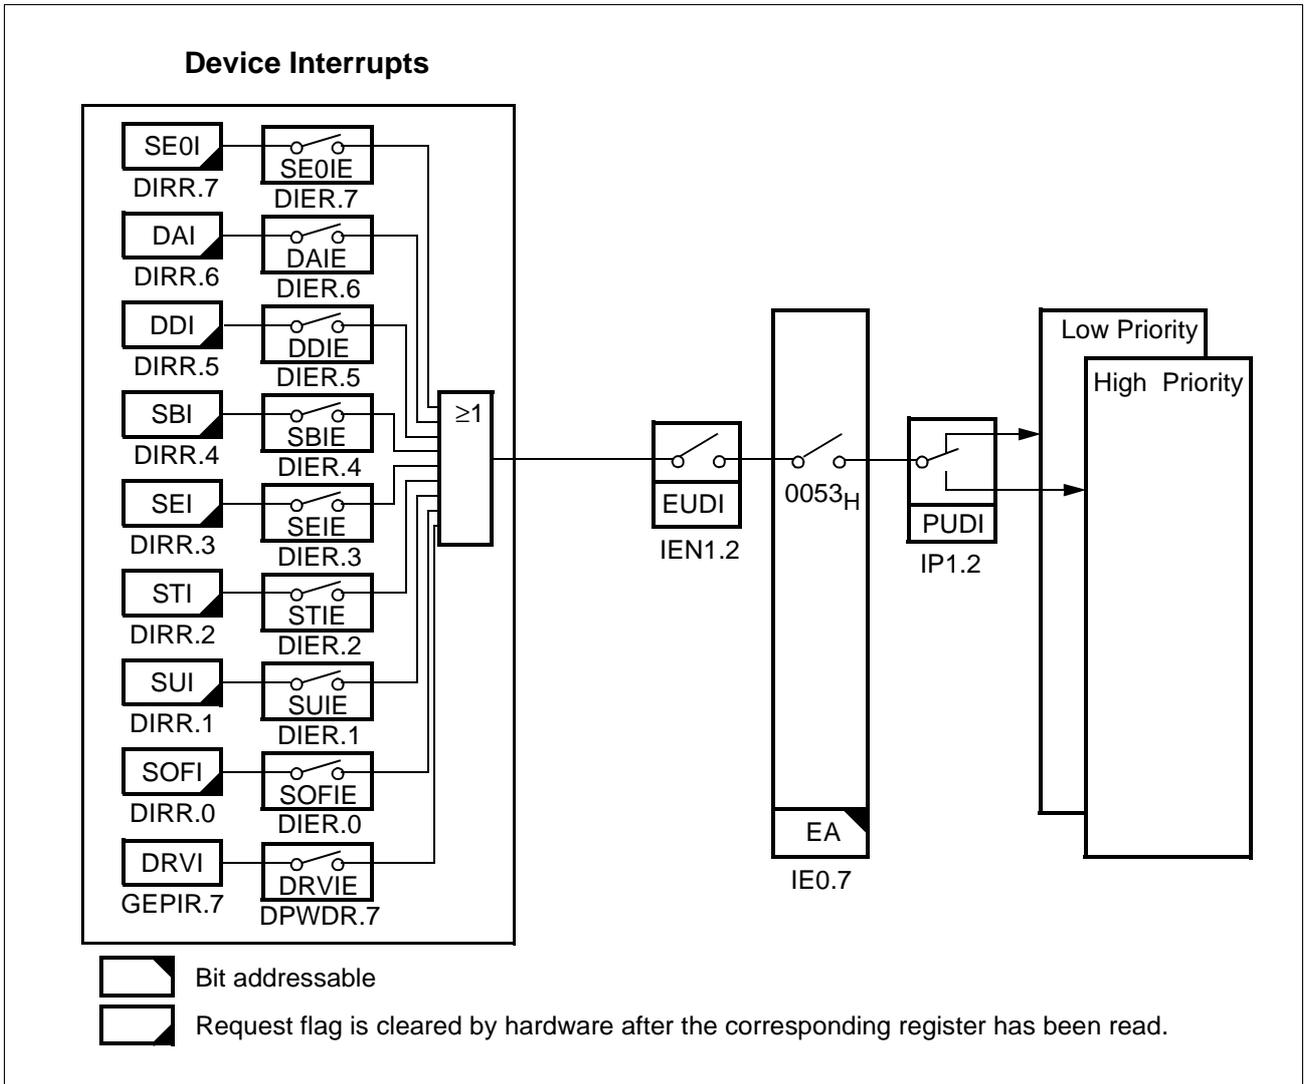 Device Interrupts
SE0I
SE0IE
DIRR.7
DIER.7
DAI
DAIE
DIRR.6
DIER.6
DDI
DDIE
DIRR.5
DIER.5
SBI
SBIE
DIRR.4
DIER.4
SEI
SEIE
DIRR.3
DIER.3
STI
STIE
DIRR.2
DIER.2
SUI
SUIE
DIRR.1
DIER.1
SOFI
SOFIE
DIRR.0
DIER.0
DRVI
DRVIE
GEPIR.7
DPWDR.7
≥1
EUDI
IEN1.2
0053H
EA
IE0.7
PUDI
IP1.2
Low Priority
High Priority
Bit addressable
Request flag is cleared by hardware after the corresponding register has been read.